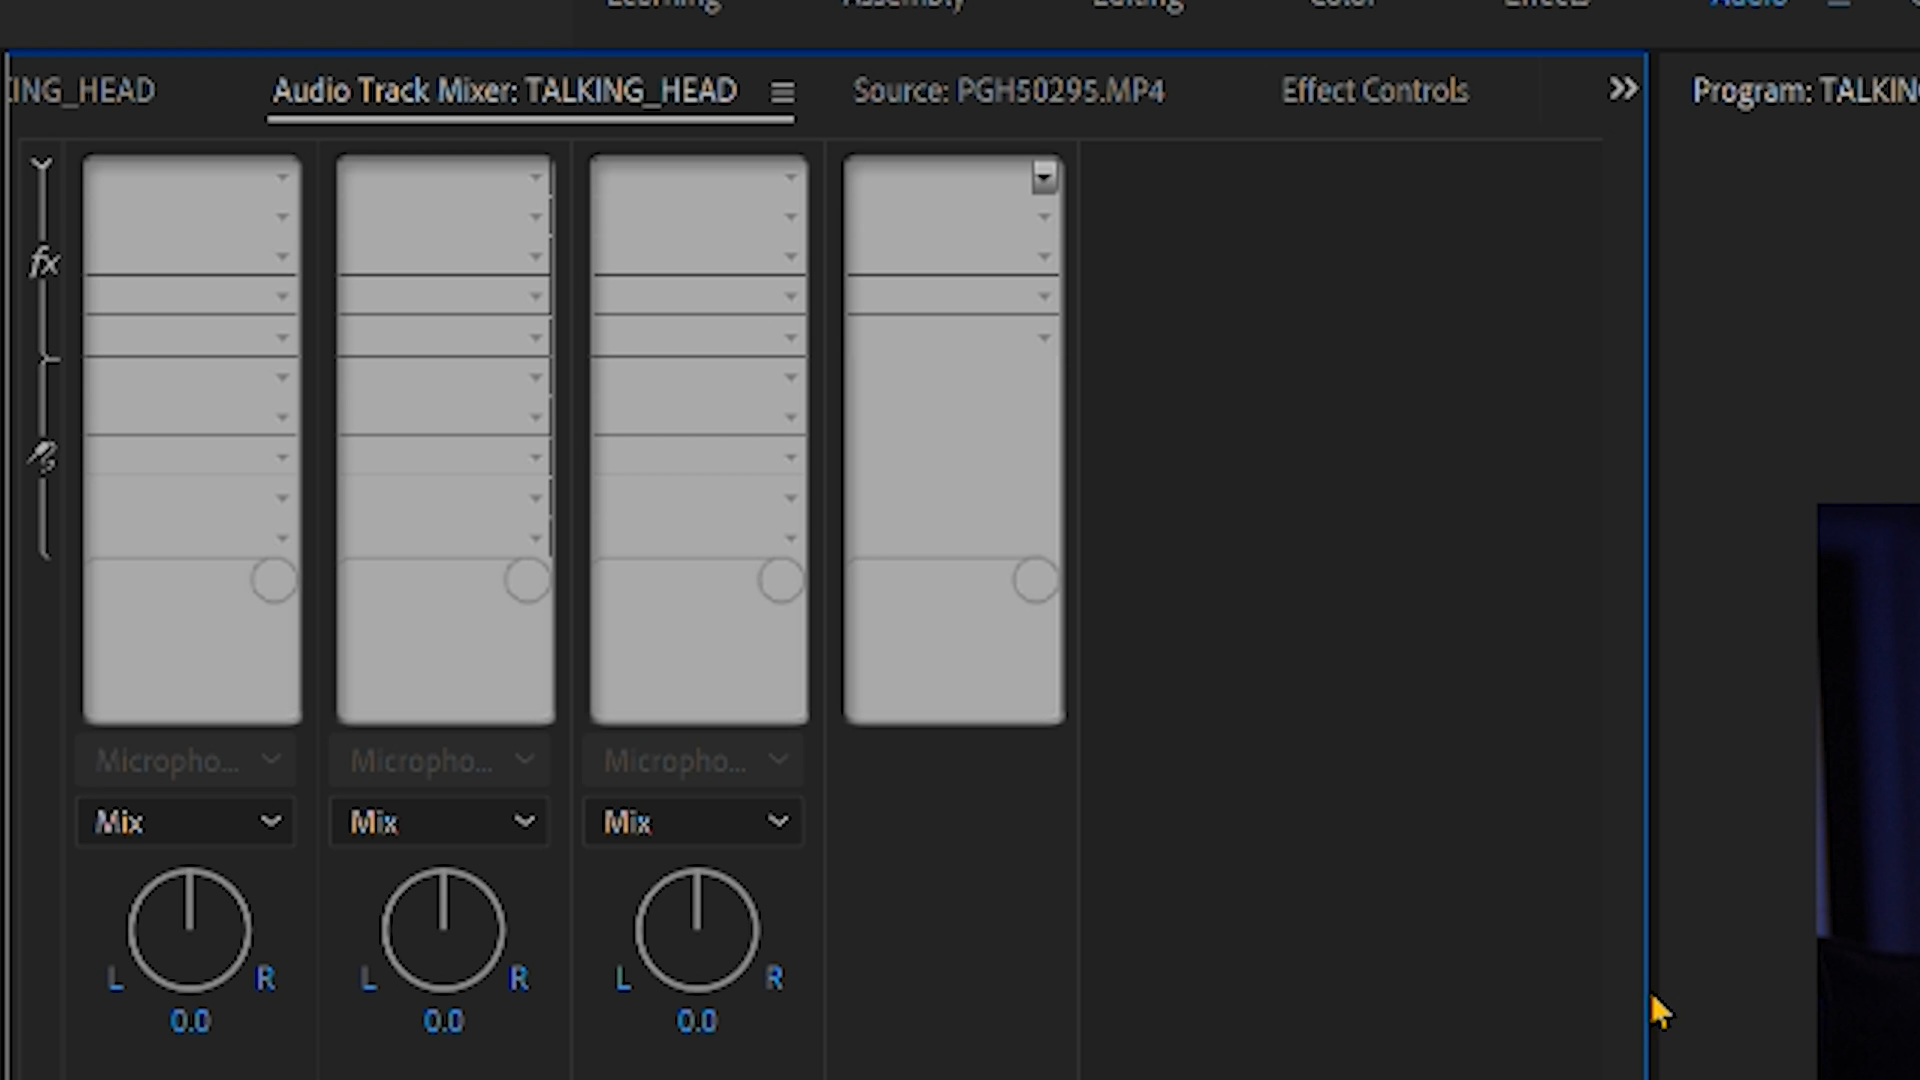 Learning Assembly Editing Color Effects Audio
ING_HEAD Audio Track Mixer: TALKING_HEAD Source: PGH50295.MP4 Effect Controls Program: TALKIN
fx
Micropho... Micropho... Micropho...
Mix Mix Mix
L R L R L R
0.0 0.0 0.0